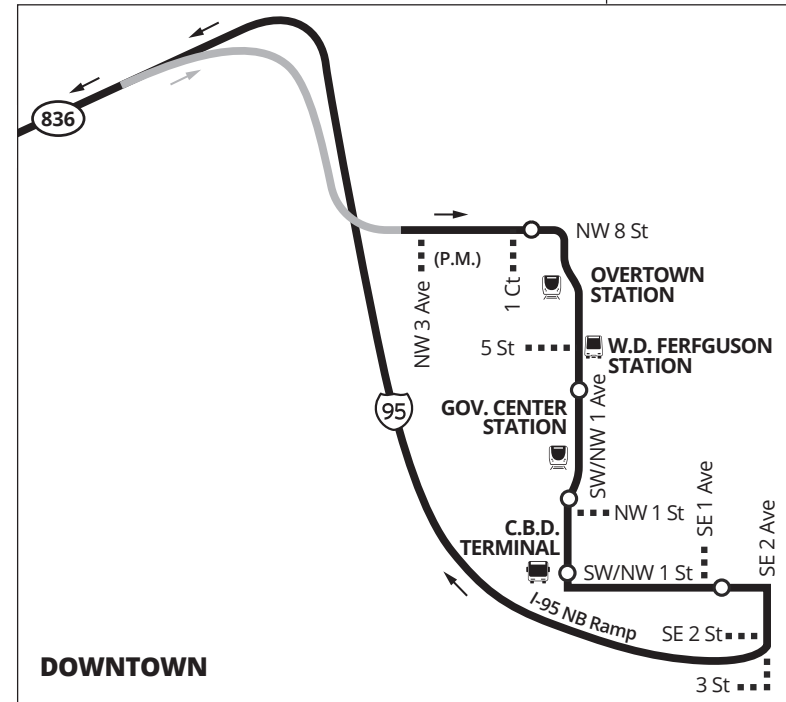 836
NW 8 St
(P.M.)
NW 3 Ave
1 Ct
OVERTOWN
STATION
5 St
W.D. FERFGUSON
STATION
SW/NW 1 Ave
95
GOV. CENTER
STATION
NW 1 St
SE 1 Ave
SE 2 Ave
C.B.D.
TERMINAL
SW/NW 1 St
I-95 NB Ramp
SE 2 St
DOWNTOWN
3 St